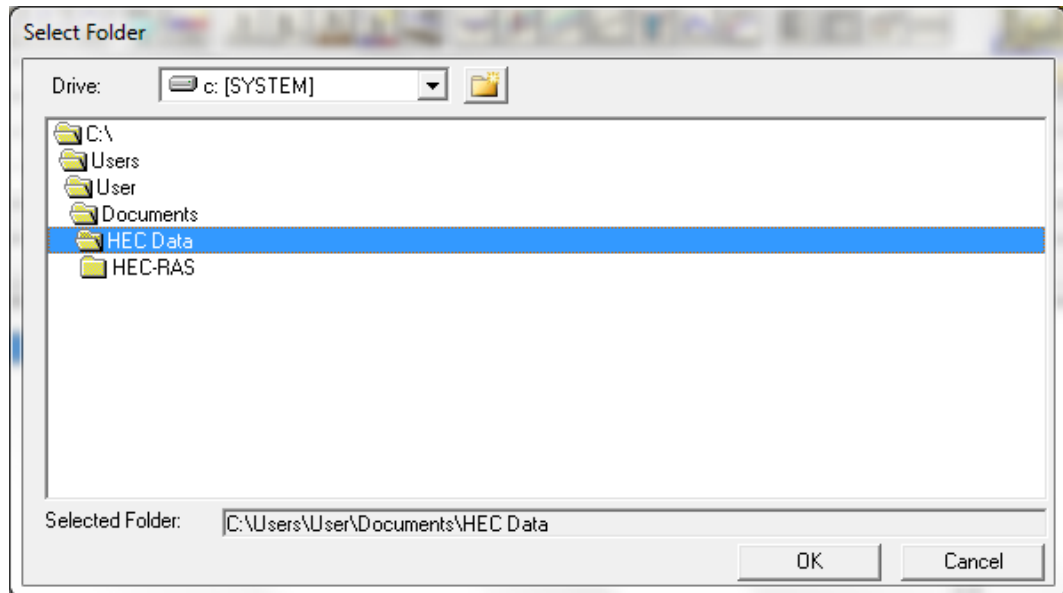 Select Folder
Drive: c: [SYSTEM]
C:\
Users
User
Documents
HEC Data
HEC-RAS
Selected Folder: C:\Users\User\Documents\HEC Data
OK Cancel